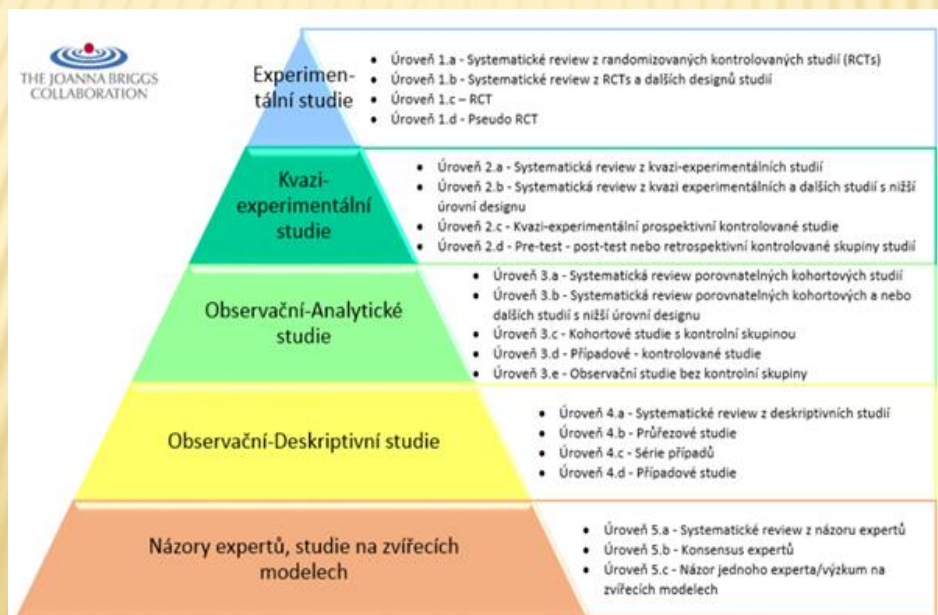 THE JOANNA BRIGGS
COLLABORATION
Experimen-
tální studie
• Úroveň 1.a - Systematické review z randomizovaných kontrolovaných studií (RCTs)
• Úroveň 1.b - Systematické review z RCTs a dalších designů studií
• Úroveň 1.c – RCT
• Úroveň 1.d - Pseudo RCT
Kvazi-
experimentální
studie
• Úroveň 2.a - Systematická review z kvazi-experimentálních studií
• Úroveň 2.b - Systematická review z kvazi experimentálních a dalších studií s nižší
úrovní designu
• Úroveň 2.c - Kvazi-experimentální prospektivní kontrolované studie
• Úroveň 2.d - Pre-test - post-test nebo retrospektivní kontrolované skupiny studií
Observační-Analytické
studie
• Úroveň 3.a - Systematická review porovnatelných kohortových studií
• Úroveň 3.b - Systematická review porovnatelných kohortových a nebo
dalších studií s nižší úrovní designu
• Úroveň 3.c - Kohortové studie s kontrolní skupinou
• Úroveň 3.d - Případové - kontrolované studie
• Úroveň 3.e - Observační studie bez kontrolní skupiny
Observační-Deskriptivní studie
• Úroveň 4.a - Systematické review z deskriptivních studií
• Úroveň 4.b - Průřezové studie
• Úroveň 4.c - Série případů
• Úroveň 4.d - Případové studie
Názory expertů, studie na zvířecích
modelech
• Úroveň 5.a - Systematické review z názoru expertů
• Úroveň 5.b - Konsensus expertů
• Úroveň 5.c - Názor jednoho experta/výzkum na
zvířecích modelech